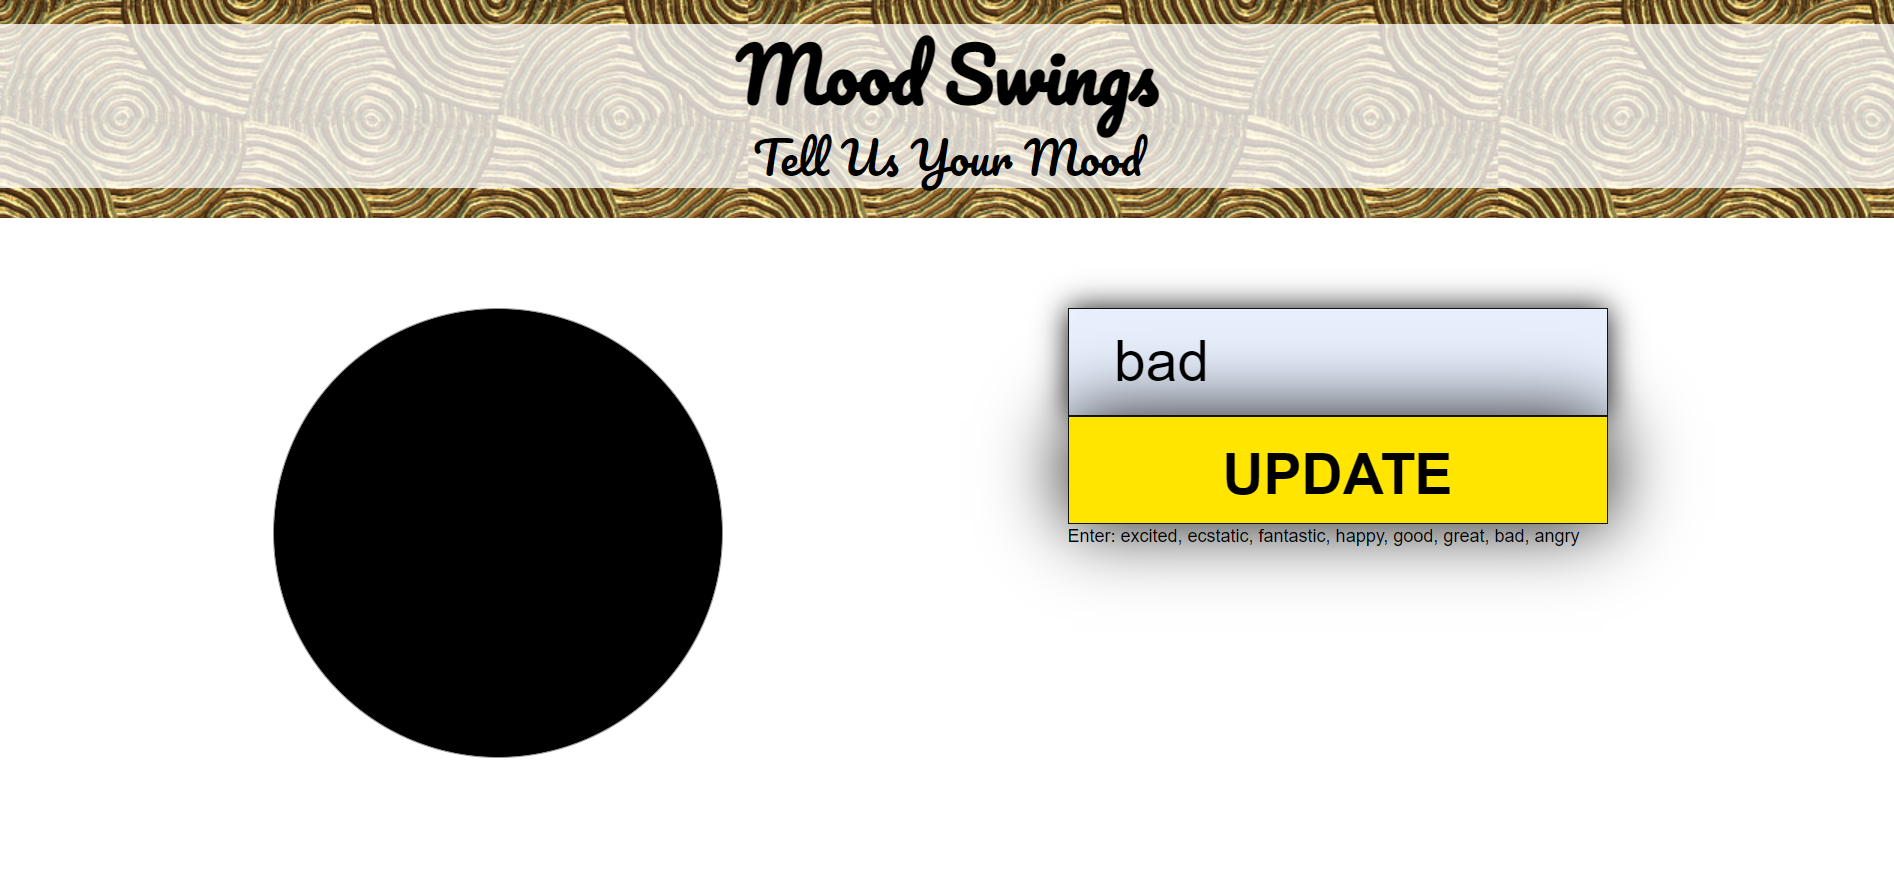 Mood Swings
Tell Us Your Mood
bad
UPDATE
Enter: excited, ecstatic, fantastic, happy, good, great, bad, angry